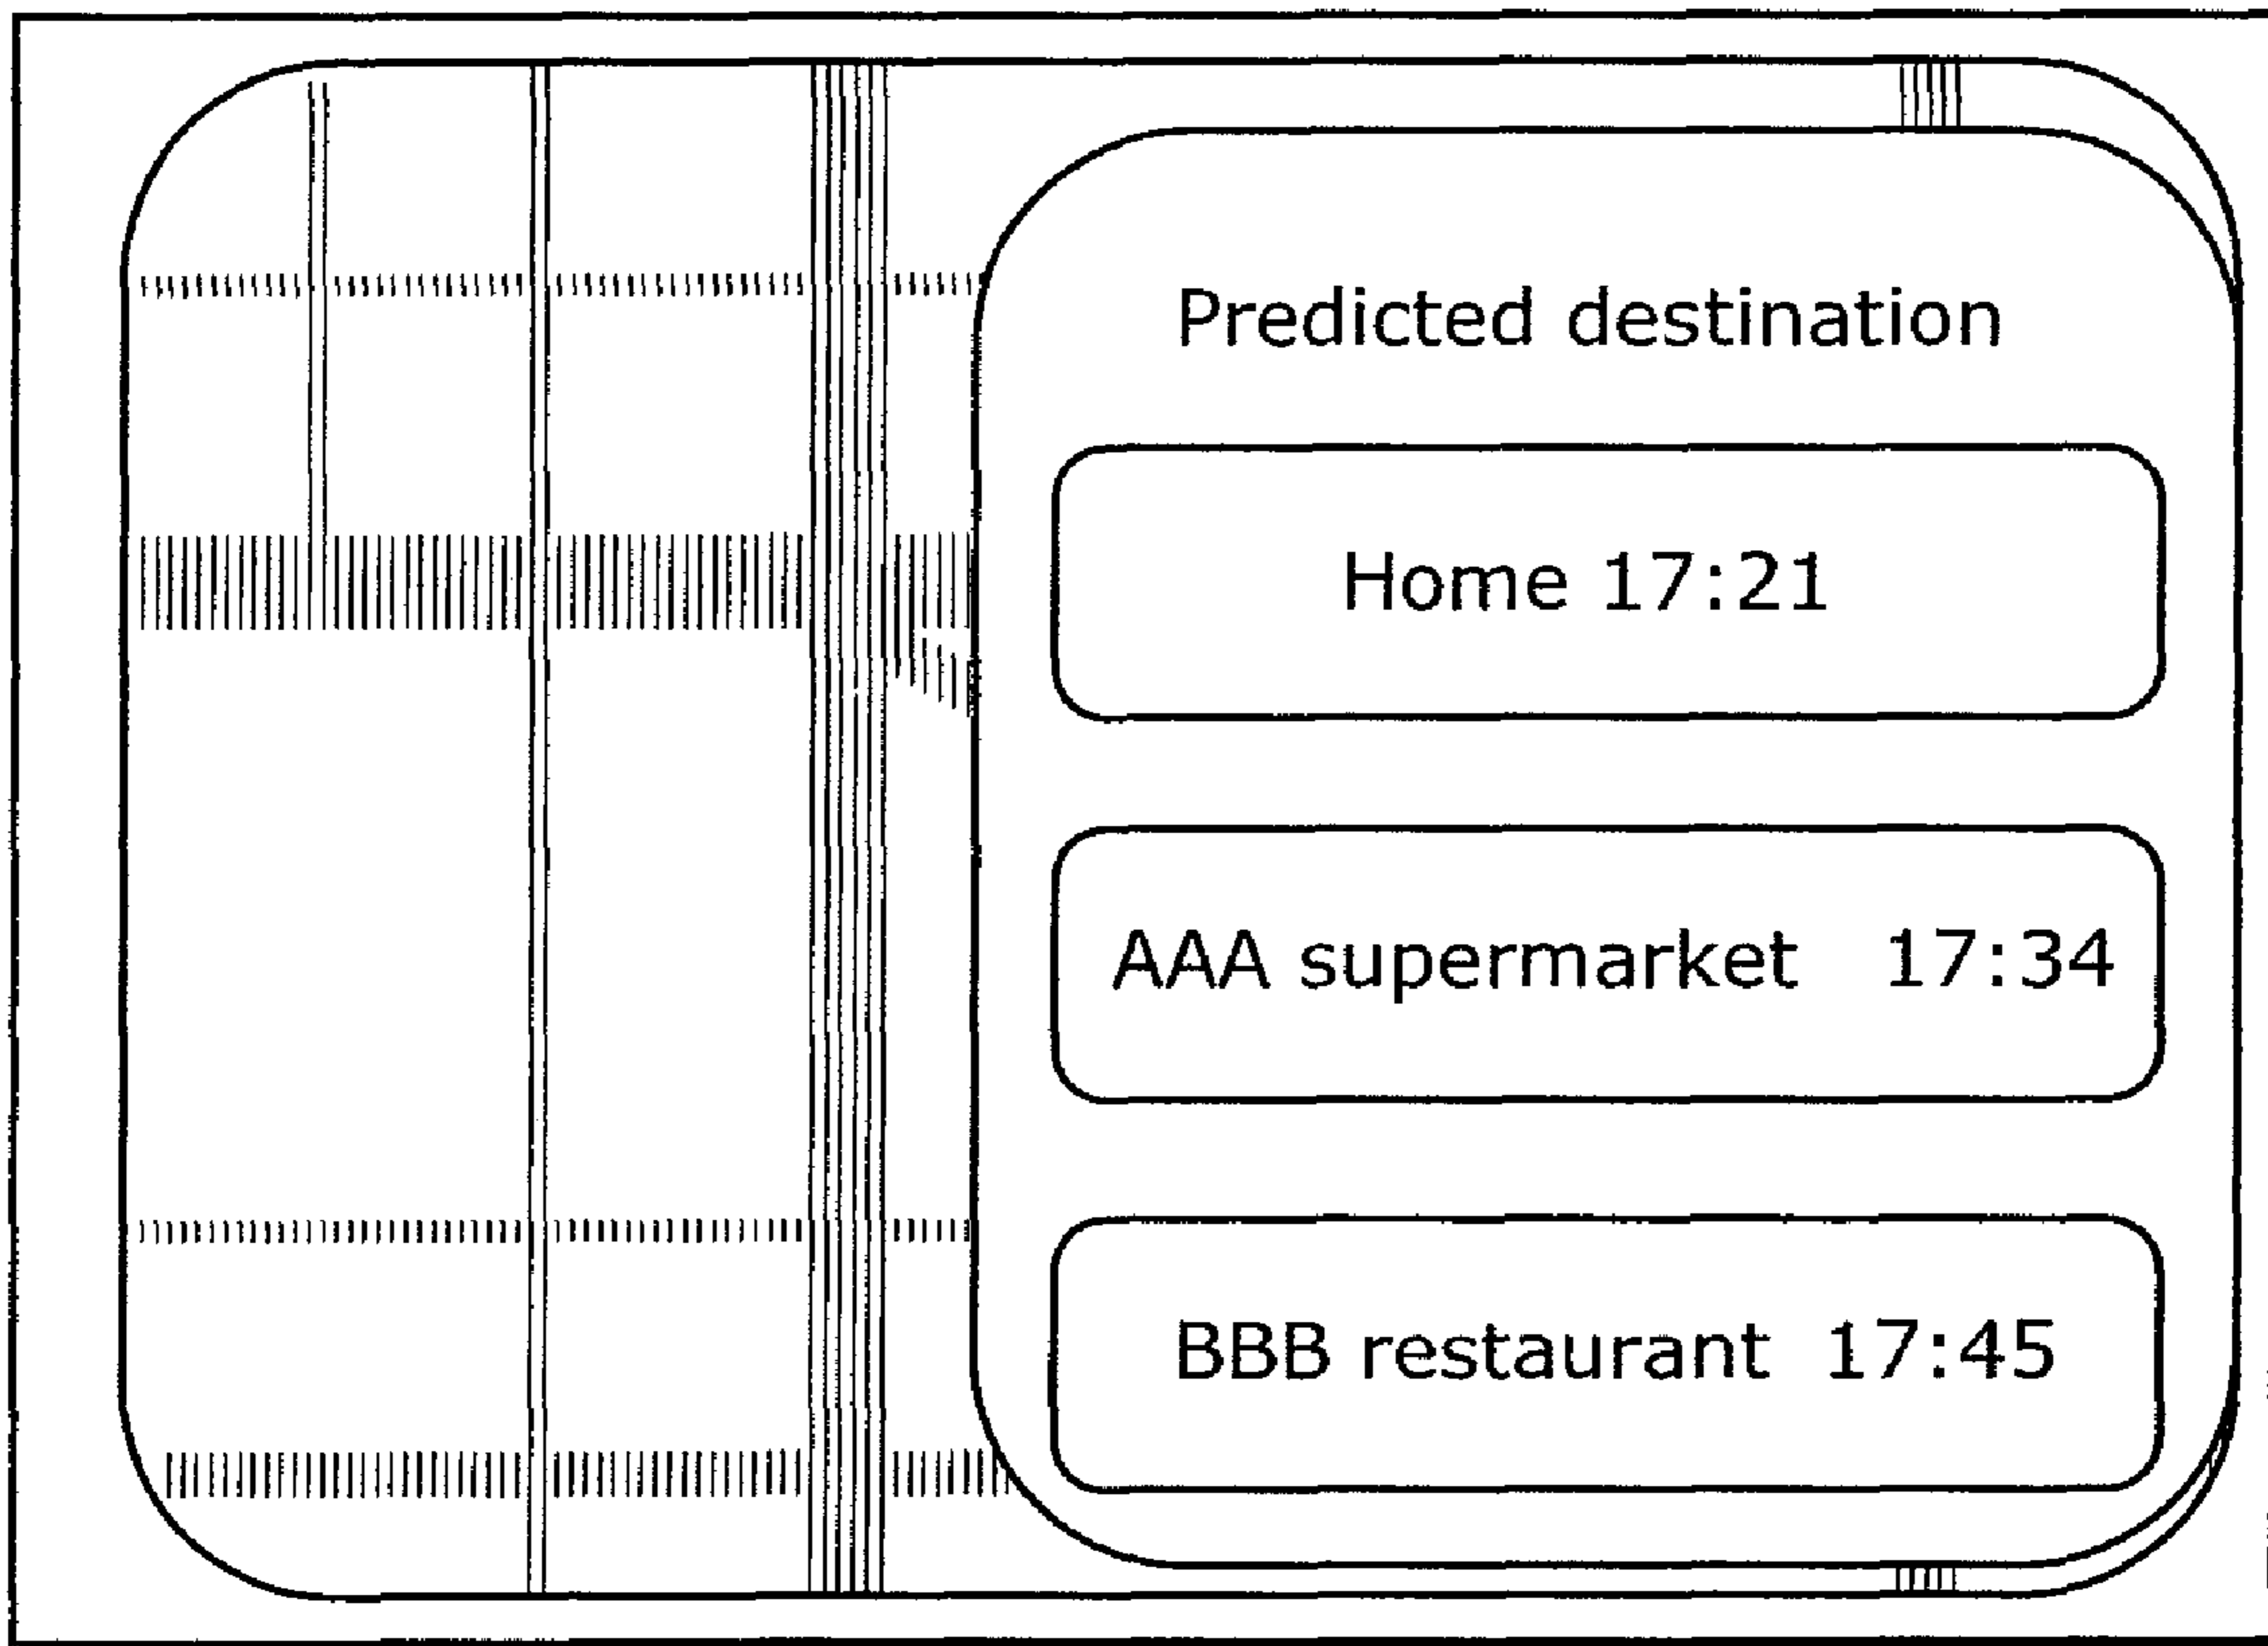 Predicted destination
Home 17:21
AAA supermarket 17:34
BBB restaurant 17:45